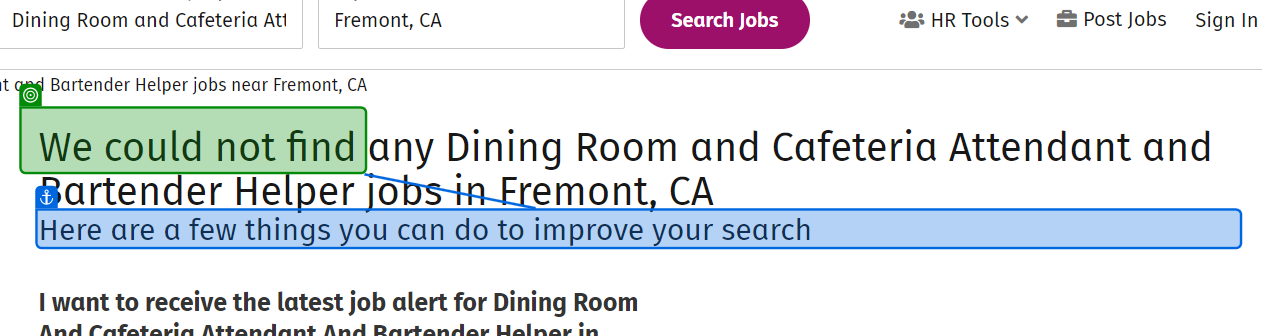 Dining Room and Cafeteria Att Fremont, CA Search Jobs HR Tools Post Jobs Sign In
and Bartender Helper jobs near Fremont, CA
We could not find any Dining Room and Cafeteria Attendant and
Bartender Helper jobs in Fremont, CA
Here are a few things you can do to improve your search
I want to receive the latest job alert for Dining Room
And Cafeteria Attendant And Bartender Helper in